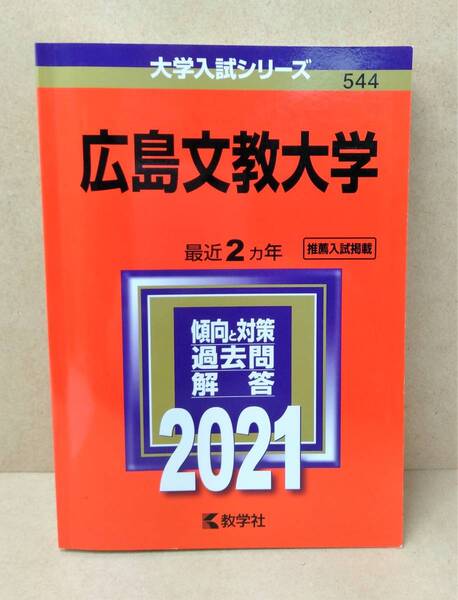 大学入試シリーズ
544
広島文教大学
最近2ヵ年
推薦入試掲載
傾向と対策
過去問
解答
2021
教学社